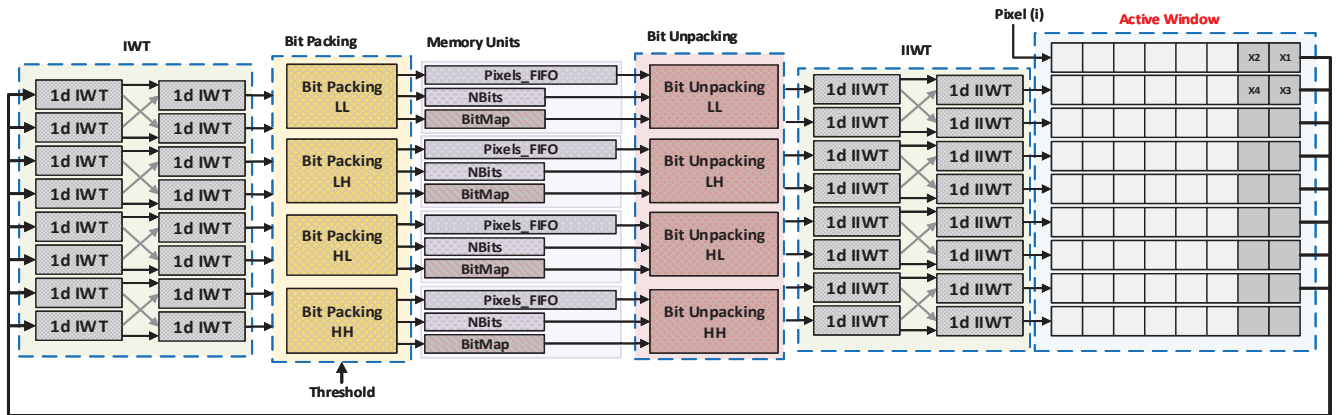 IWT
1d IWT 1d IWT
1d IWT 1d IWT
1d IWT 1d IWT
1d IWT 1d IWT
1d IWT 1d IWT
1d IWT 1d IWT
1d IWT 1d IWT
1d IWT 1d IWT
Bit Packing
Bit Packing
LL
Bit Packing
LH
Bit Packing
HL
Bit Packing
HH
Threshold
Memory Units
Pixels_FIFO
NBits
BitMap
Pixels_FIFO
NBits
BitMap
Pixels_FIFO
NBits
BitMap
Pixels_FIFO
NBits
BitMap
Bit Unpacking
Bit Unpacking
LL
Bit Unpacking
LH
Bit Unpacking
HL
Bit Unpacking
HH
IIWT
1d IIWT 1d IIWT
1d IIWT 1d IIWT
1d IIWT 1d IIWT
1d IIWT 1d IIWT
1d IIWT 1d IIWT
1d IIWT 1d IIWT
1d IIWT 1d IIWT
1d IIWT 1d IIWT
Pixel (i)
Active Window
X2 X1
X4 X3